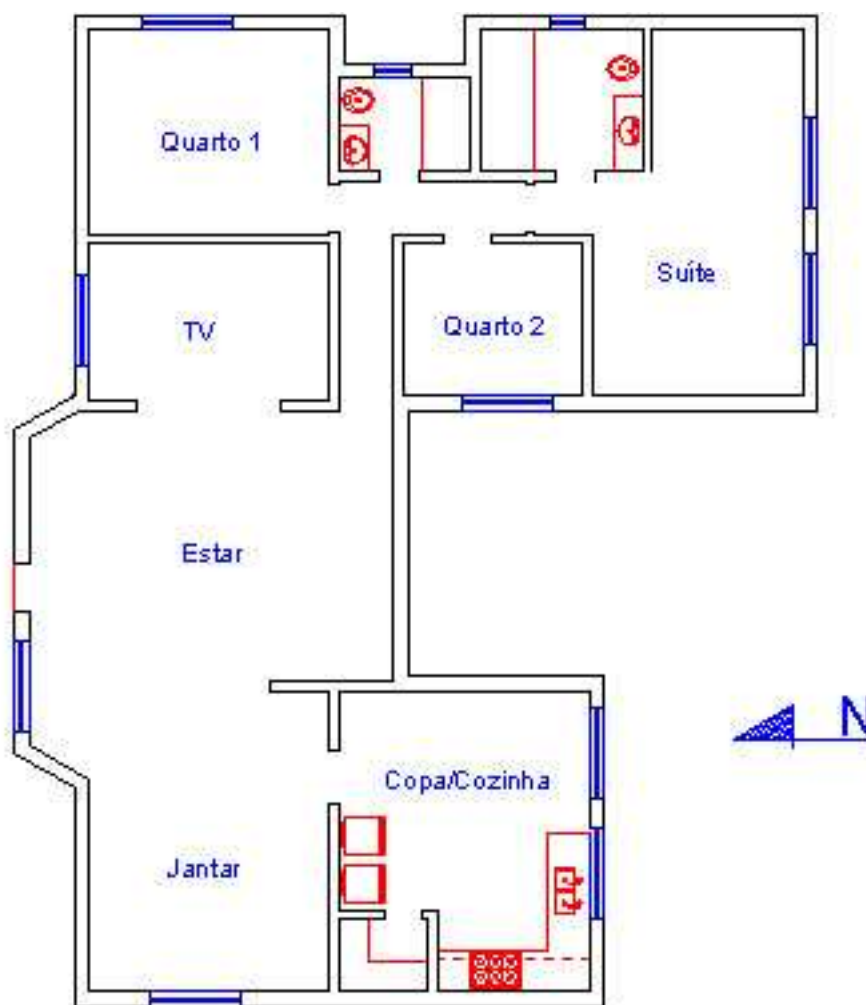 Quarto 1
Suíte
TV
Quarto 2
Estar
N
Copa/Cozinha
Jantar